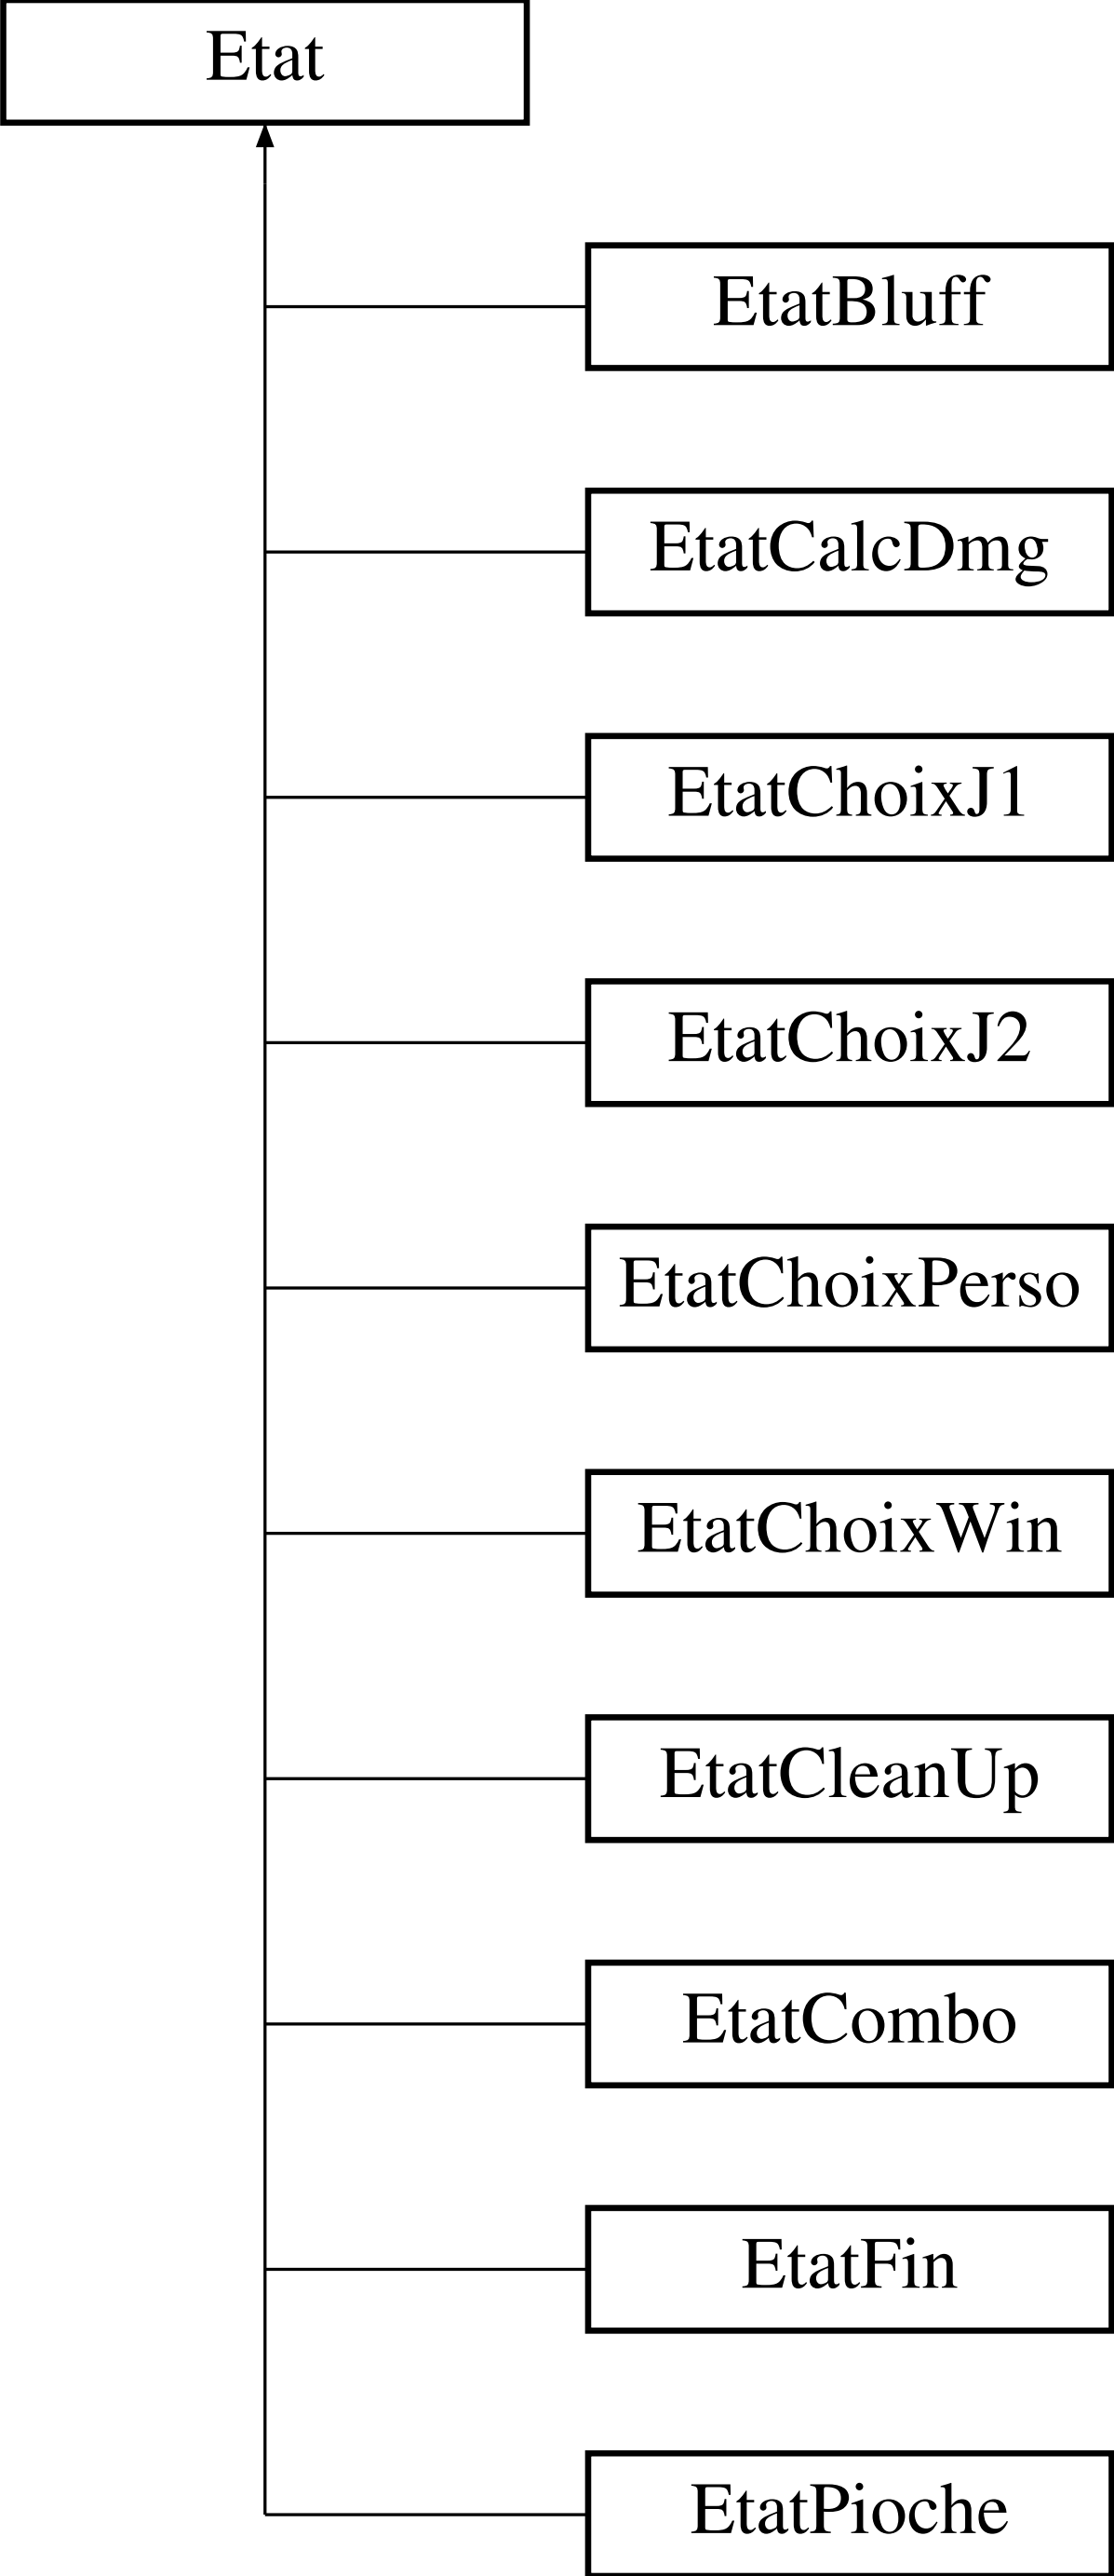 Etat
EtatBluff
EtatCalcDmg
EtatChoixJ1
EtatChoixJ2
EtatChoixPerso
EtatChoixWin
EtatCleanUp
EtatCombo
EtatFin
EtatPioche